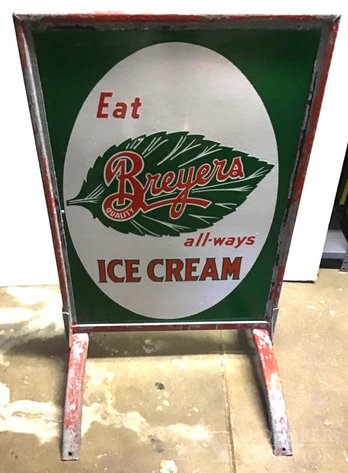 Eat
Breyers
QUALITY
all-ways
ICE CREAM